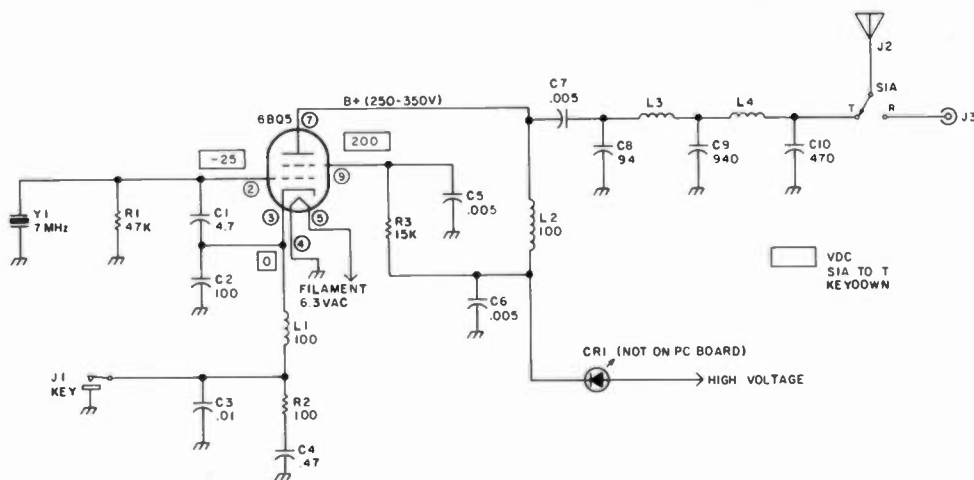 J2
C7
.005
S1A
B+ (250-350V)
L3
L4
T
R
J3
6BQ5
7
200
-25
C8
94
C9
940
C10
470
2
9
C5
.005
Y1
7 MHz
R1
47K
C1
4.7
3
5
R3
15K
L2
100
4
0
VDC
S1A TO T
KEYDOWN
C2
100
FILAMENT
6.3VAC
C6
.005
L1
100
CR1 (NOT ON PC BOARD)
HIGH VOLTAGE
J1
KEY
C3
.01
R2
100
C4
.47